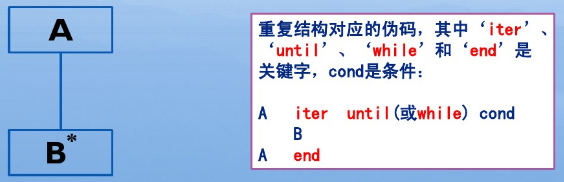 A
B*
重复结构对应的伪码，其中‘iter’、
‘until’、‘while’和‘end’是
关键字，cond是条件：
A iter until(或while) cond
B
A end